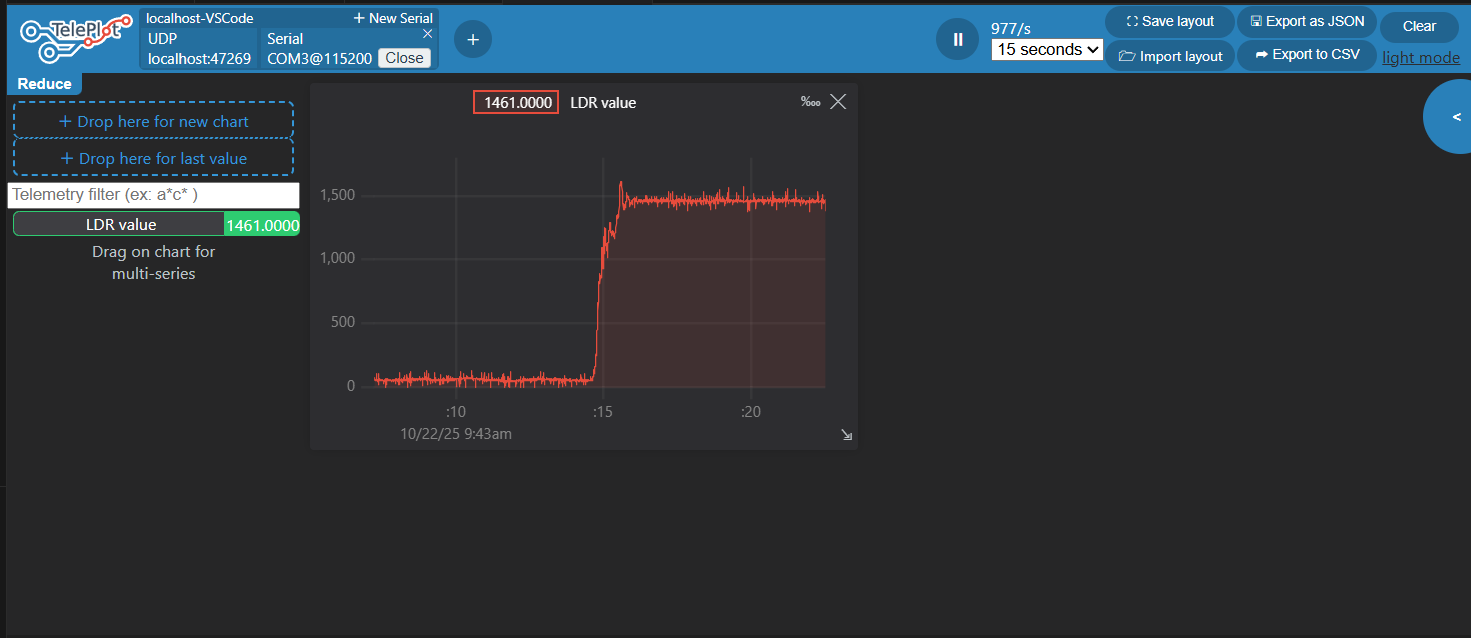 TelePlot
localhost-VSCode
+ New Serial
UDP
localhost:47269
Serial
COM3@115200
Close
+
977/s
15 seconds
Save layout
Import layout
Export as JSON
Export to CSV
Clear
light mode
Reduce
+ Drop here for new chart
+ Drop here for last value
Telemetry filter (ex: a*c* )
LDR value 1461.0000
Drag on chart for
multi-series
1461.0000 LDR value
‱
1,500
1,000
500
0
:10 :15 :20
10/22/25 9:43am
<